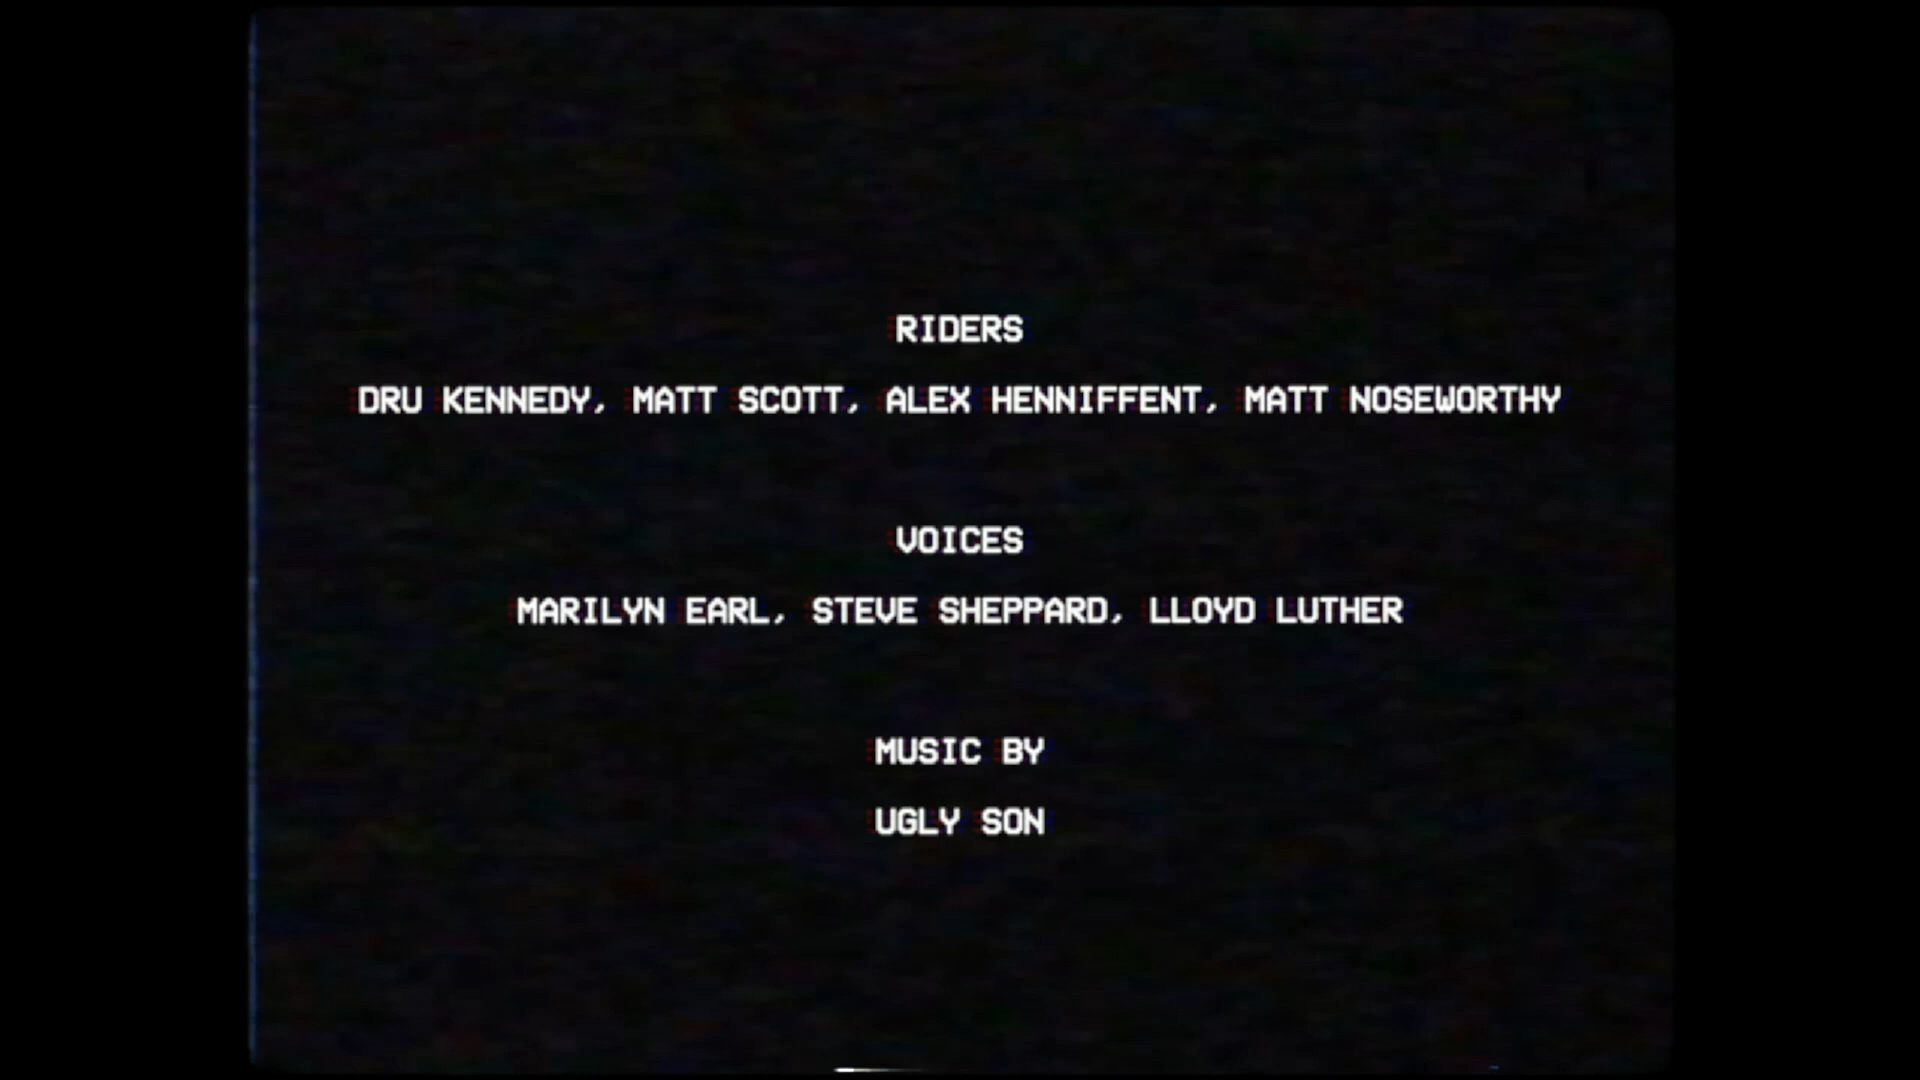 RIDERS
DRU KENNEDY, MATT SCOTT, ALEX HENNIFFENT, MATT NOSEWORTHY
VOICES
MARILYN EARL, STEVE SHEPPARD, LLOYD LUTHER
MUSIC BY
UGLY SON